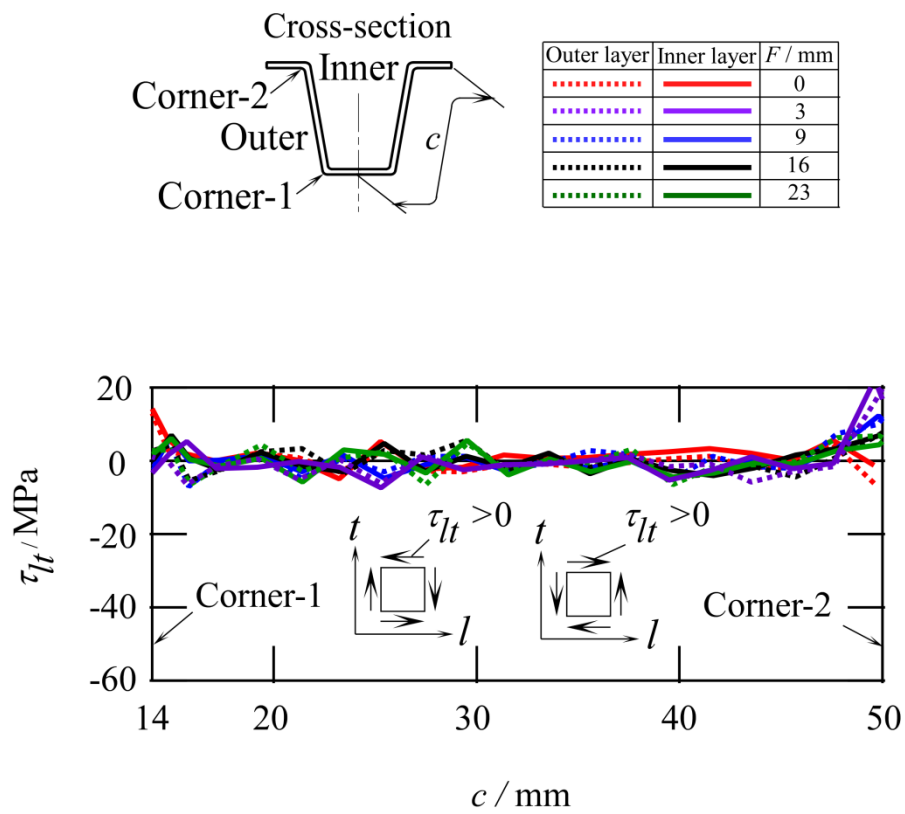 Cross-section
Inner
Corner-2
Outer
c
Corner-1
Outer layer Inner layer F / mm
0
3
9
16
23
20
0
-20
-40
-60
τlt / MPa
τlt >0
τlt >0
t
t
l
l
Corner-1
Corner-2
14 20 30 40 50
c / mm